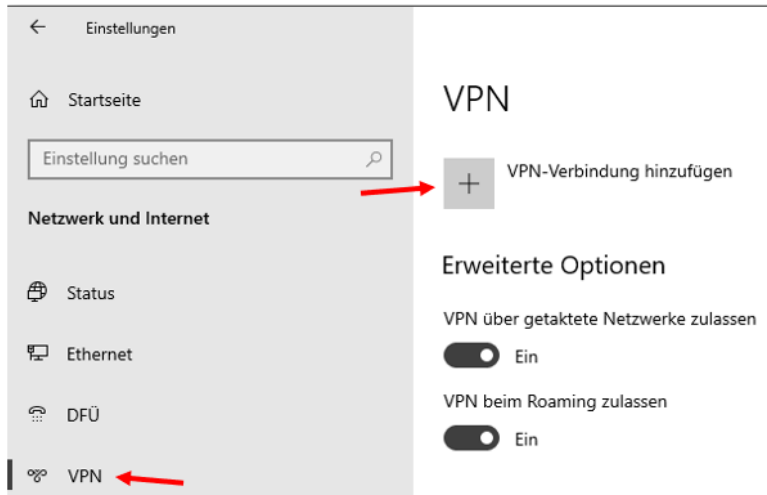 Einstellungen
Startseite
Einstellung suchen
Netzwerk und Internet
Status
Ethernet
DFÜ
VPN
VPN
VPN-Verbindung hinzufügen
Erweiterte Optionen
VPN über getaktete Netzwerke zulassen
Ein
VPN beim Roaming zulassen
Ein